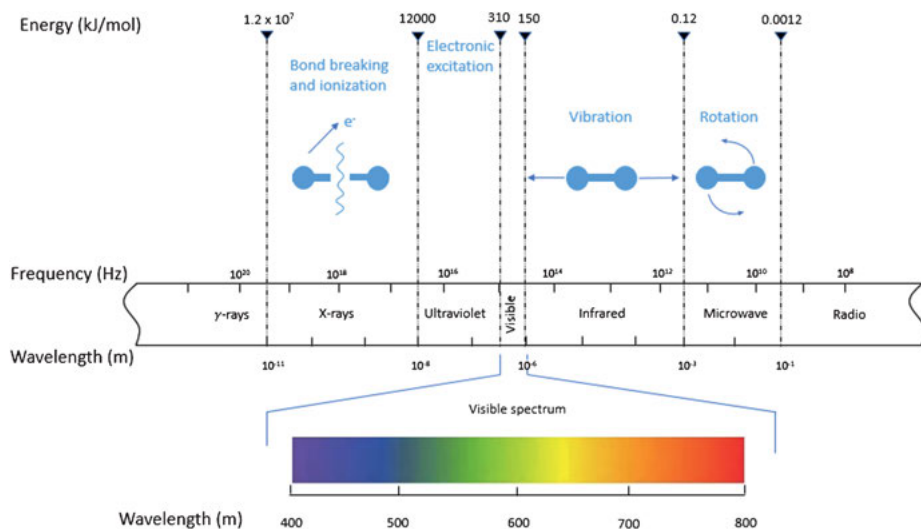 Energy (kJ/mol)
1.2 x 10⁷ 12000 310 150 0.12 0.0012
Bond breaking
and ionization
Electronic
excitation
Vibration
Rotation
e⁻
Frequency (Hz)
10²⁰ 10¹⁸ 10¹⁶ 10¹⁴ 10¹² 10¹⁰ 10⁸
γ-rays X-rays Ultraviolet Visible Infrared Microwave Radio
Wavelength (m)
10⁻¹¹ 10⁻⁸ 10⁻⁶ 10⁻³ 10⁻¹
Visible spectrum
Wavelength (m)
400 500 600 700 800